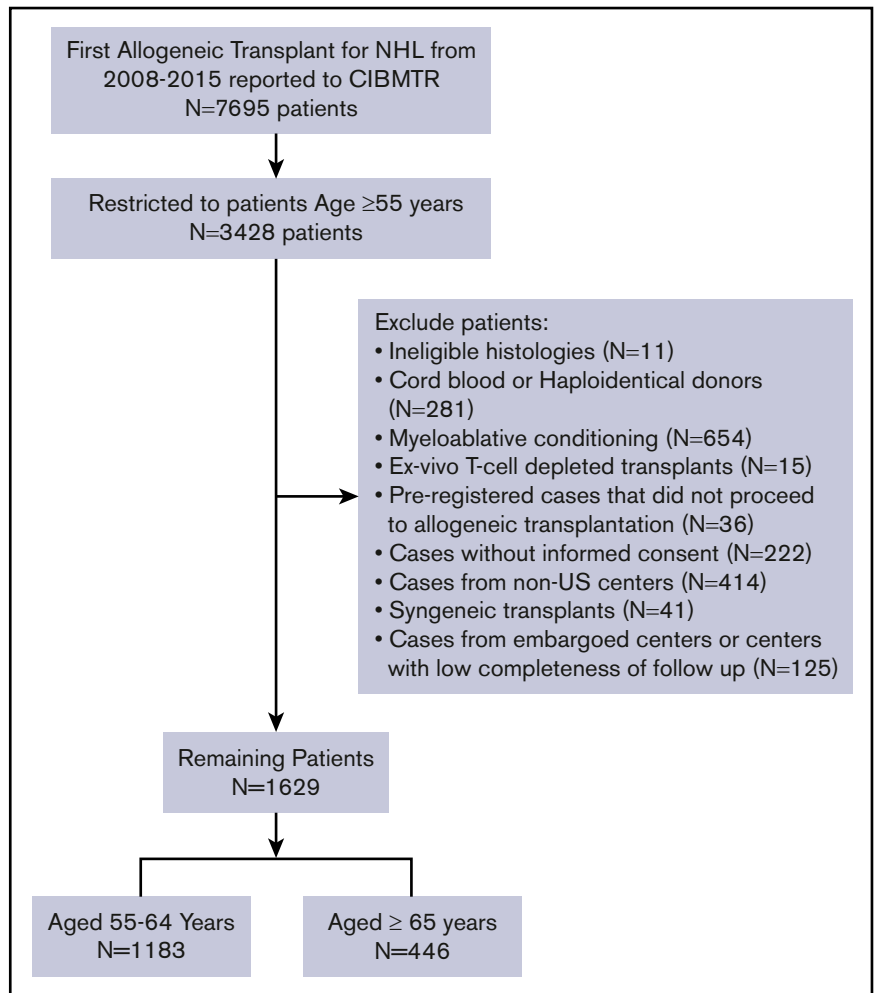 First Allogeneic Transplant for NHL from
2008-2015 reported to CIBMTR
N=7695 patients
Restricted to patients Age ≥55 years
N=3428 patients
Exclude patients:
• Ineligible histologies (N=11)
• Cord blood or Haploidentical donors
(N=281)
• Myeloablative conditioning (N=654)
• Ex-vivo T-cell depleted transplants (N=15)
• Pre-registered cases that did not proceed
to allogeneic transplantation (N=36)
• Cases without informed consent (N=222)
• Cases from non-US centers (N=414)
• Syngeneic transplants (N=41)
• Cases from embargoed centers or centers
with low completeness of follow up (N=125)
Remaining Patients
N=1629
Aged 55-64 Years
N=1183
Aged ≥ 65 years
N=446